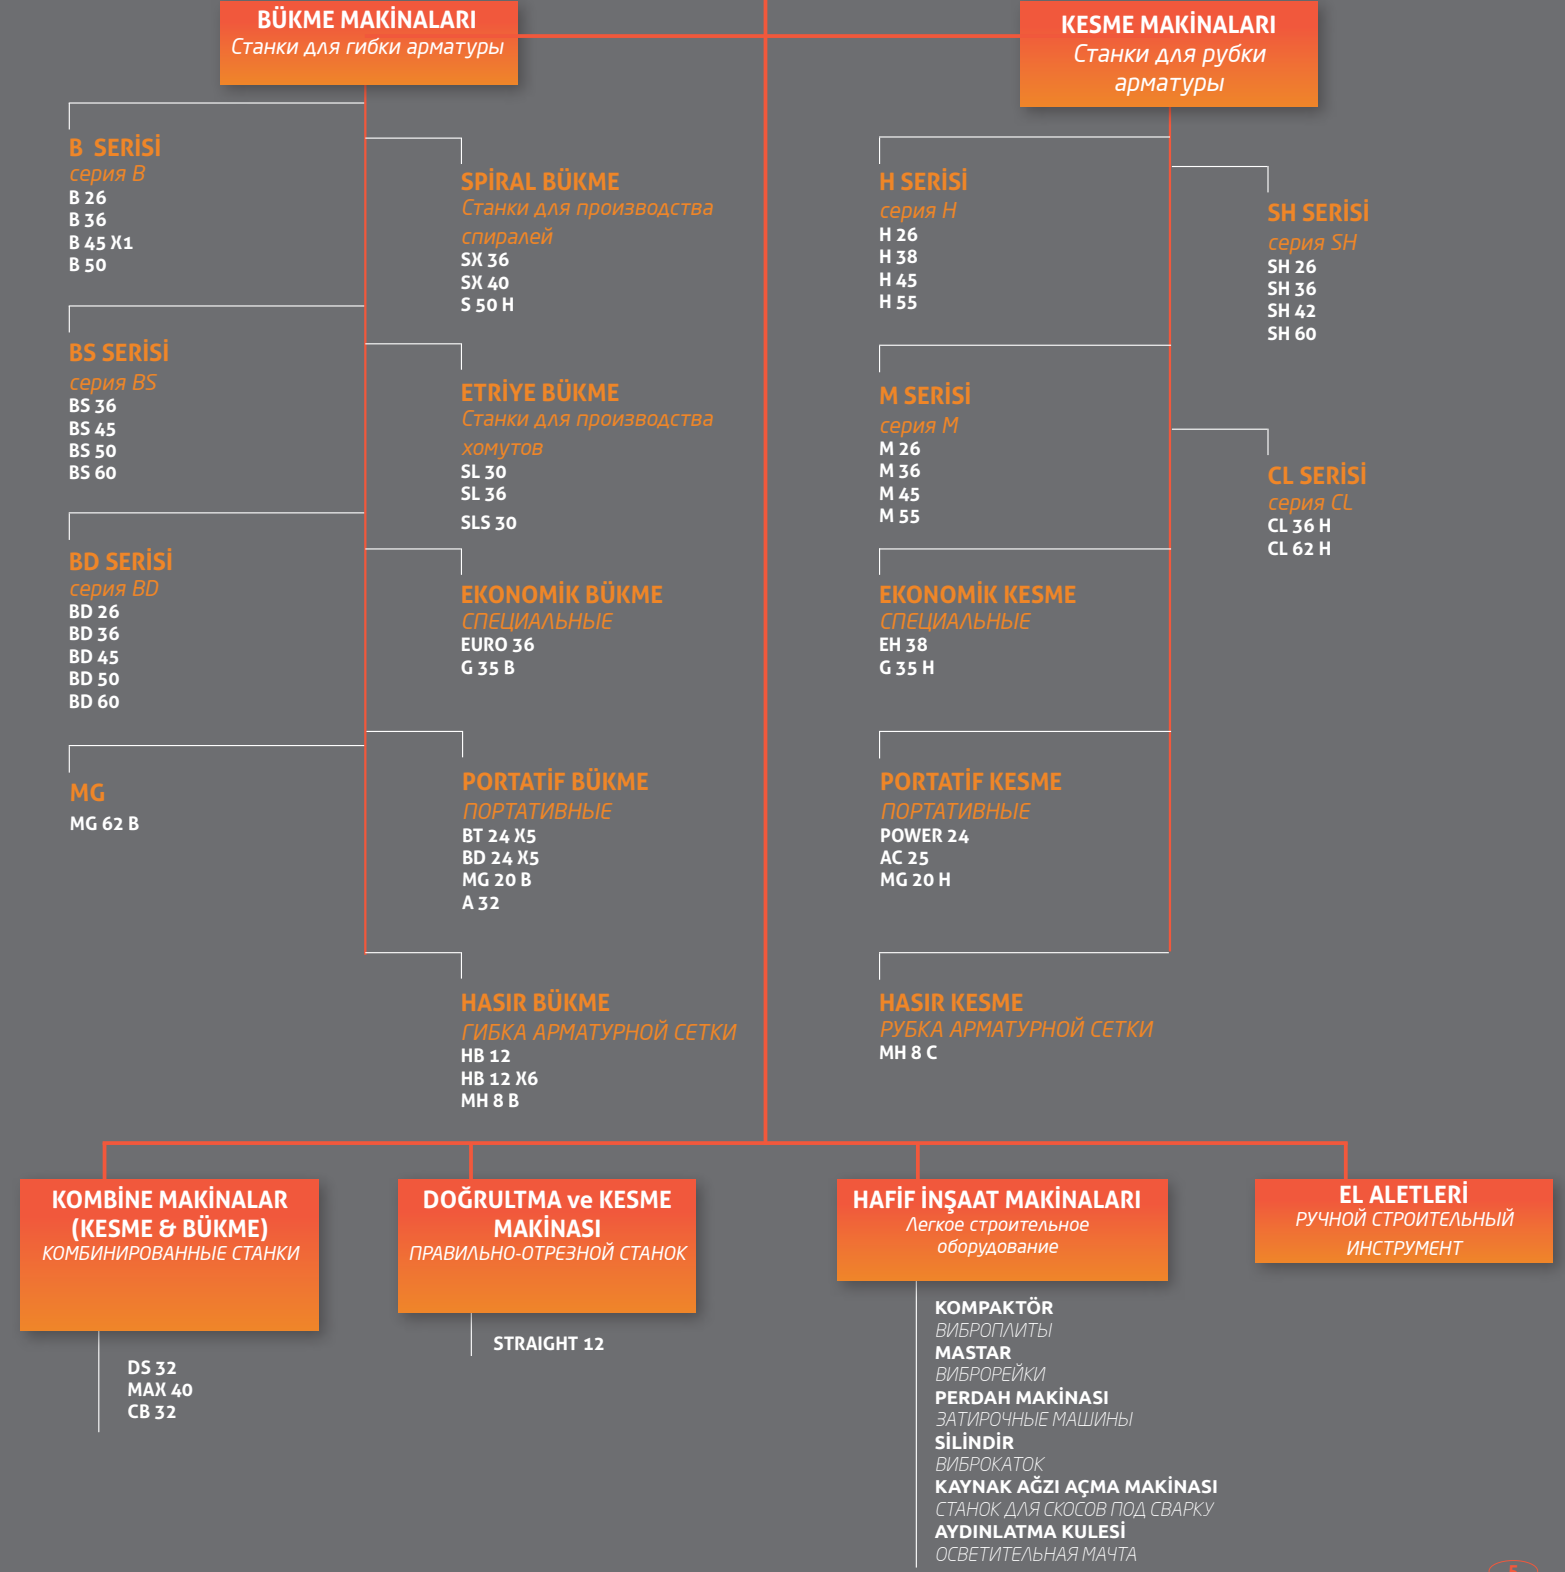 BÜKME MAKİNALARI
Станки для гибки арматуры
B SERİSİ
серия B
B 26
B 36
B 45 X1
B 50
BS SERİSİ
серия BS
BS 36
BS 45
BS 50
BS 60
BD SERİSİ
серия BD
BD 26
BD 36
BD 45
BD 50
BD 60
MG
MG 62 B
SPİRAL BÜKME
Станки для производства
спиралей
SX 36
SX 40
S 50 H
ETRİYE BÜKME
Станки для производства
хомутов
SL 30
SL 36
SLS 30
EKONOMİK BÜKME
СПЕЦИАЛЬНЫЕ
EURO 36
G 35 B
PORTATİF BÜKME
ПОРТАТИВНЫЕ
BT 24 X5
BD 24 X5
MG 20 B
A 32
HASIR BÜKME
ГИБКА АРМАТУРНОЙ СЕТКИ
HB 12
HB 12 X6
MH 8 B
KESME MAKİNALARI
Станки для рубки
арматуры
H SERİSİ
серия H
H 26
H 38
H 45
H 55
M SERİSİ
серия M
M 26
M 36
M 45
M 55
EKONOMİK KESME
СПЕЦИАЛЬНЫЕ
EH 38
G 35 H
PORTATİF KESME
ПОРТАТИВНЫЕ
POWER 24
AC 25
MG 20 H
HASIR KESME
РУБКА АРМАТУРНОЙ СЕТКИ
MH 8 C
SH SERİSİ
серия SH
SH 26
SH 36
SH 42
SH 60
CL SERİSİ
серия CL
CL 36 H
CL 62 H
KOMBİNE MAKİNALAR
(KESME & BÜKME)
КОМБИНИРОВАННЫЕ СТАНКИ
DS 32
MAX 40
CB 32
DOĞRULTMA ve KESME
MAKİNASI
ПРАВИЛЬНО-ОТРЕЗНОЙ СТАНОК
STRAIGHT 12
HAFİF İNŞAAT MAKİNALARI
Легкое строительное
оборудование
KOMPAKTÖR
ВИБРОПЛИТЫ
MASTAR
ВИБРОРЕЙКИ
PERDAH MAKİNASI
ЗАТИРОЧНЫЕ МАШИНЫ
SİLİNDİR
ВИБРОКАТОК
KAYNAK AĞZI AÇMA MAKİNASI
СТАНОК ДЛЯ СКОСОВ ПОД СВАРКУ
AYDINLATMA KULESİ
ОСВЕТИТЕЛЬНАЯ МАЧТА
EL ALETLERİ
РУЧНОЙ СТРОИТЕЛЬНЫЙ
ИНСТРУМЕНТ
5